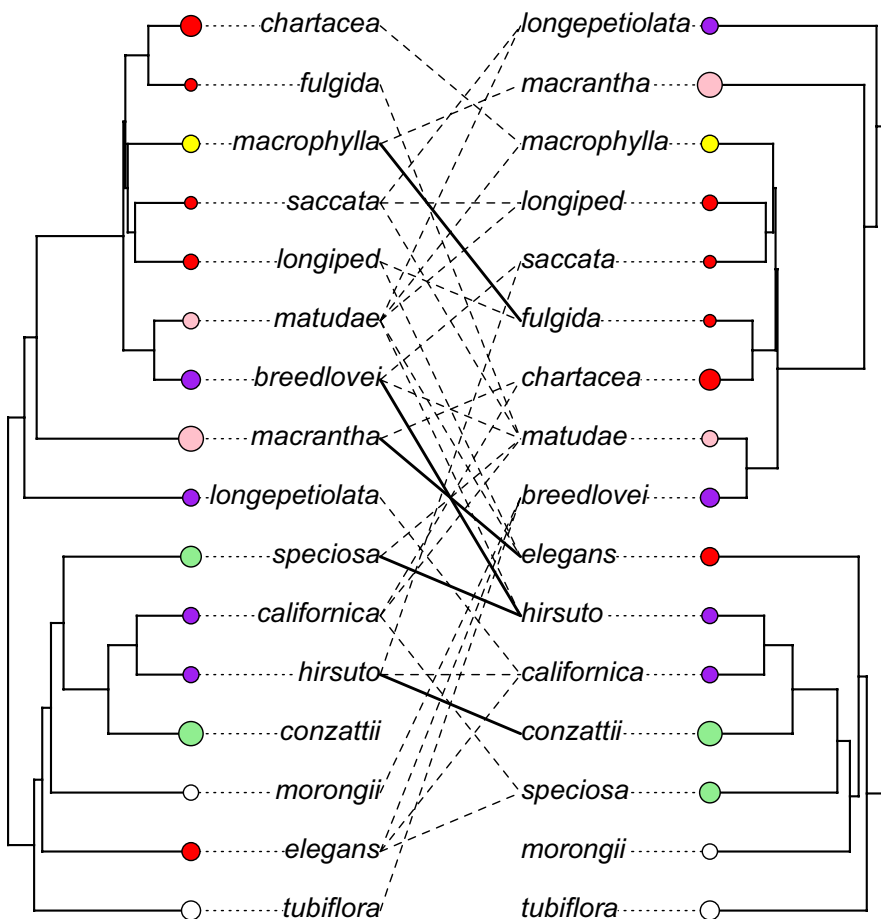 chartacea longepetiolata
fulgida macrantha
macrophylla macrophylla
saccata longiped
longiped saccata
matudae fulgida
breedlovei chartacea
macrantha matudae
longepetiolata breedlovei
speciosa elegans
californica hirsuto
hirsuto californica
conzattii conzattii
morongii speciosa
elegans morongii
tubiflora tubiflora